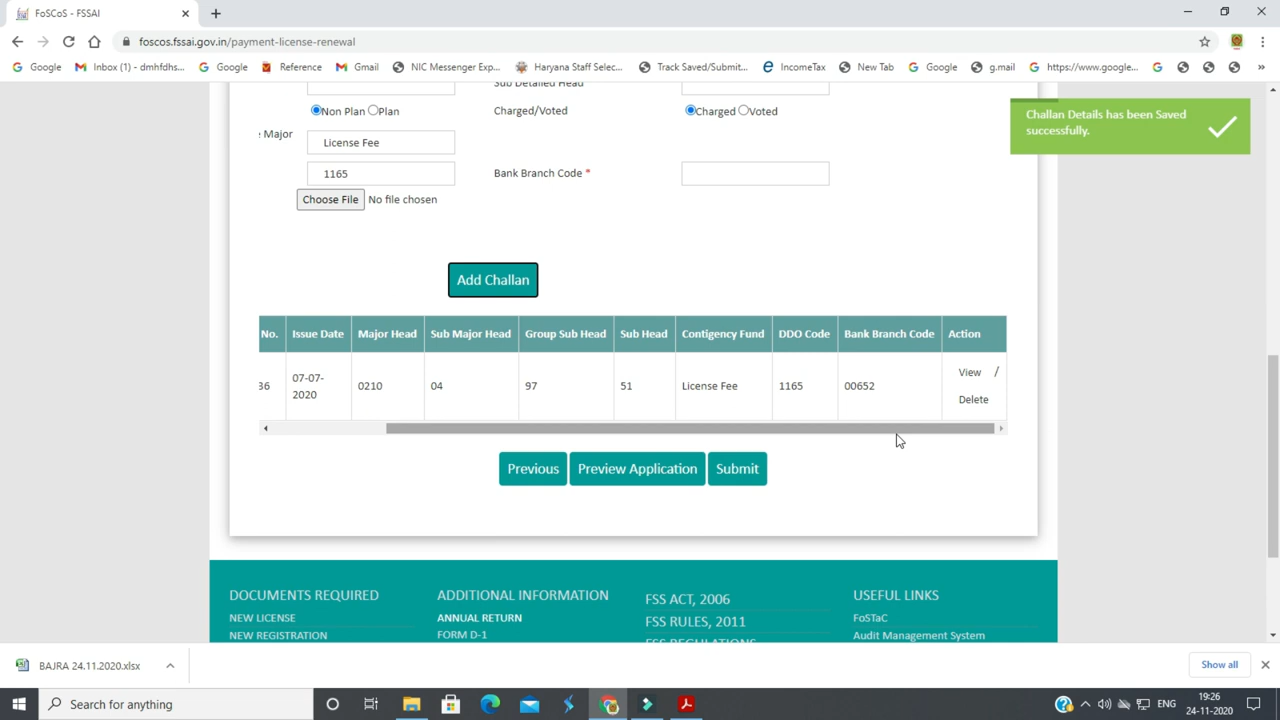 FoSCoS - FSSAI
foscos.fssai.gov.in/payment-license-renewal
Google
Inbox (1) - dmhfdhs...
Google
Reference
Gmail
NIC Messenger Exp...
Haryana Staff Selec...
Track Saved/Submit...
IncomeTax
New Tab
Google
g.mail
https://www.google...
Sub Detailed Head
Non Plan Plan
Charged/Voted
Charged Voted
Challan Details has been Saved
successfully.
: Major
License Fee
1165
Bank Branch Code *
Choose File No file chosen
Add Challan
No. Issue Date Major Head Sub Major Head Group Sub Head Sub Head Contigency Fund DDO Code Bank Branch Code Action
36 07-07-2020 0210 04 97 51 License Fee 1165 00652 View / Delete
Previous Preview Application Submit
DOCUMENTS REQUIRED
NEW LICENSE
NEW REGISTRATION
ADDITIONAL INFORMATION
ANNUAL RETURN
FORM D-1
FSS ACT, 2006
FSS RULES, 2011
FSS REGULATIONS
USEFUL LINKS
FoSTaC
Audit Management System
BAJRA 24.11.2020.xlsx
Show all
Search for anything
ENG
19:26
24-11-2020